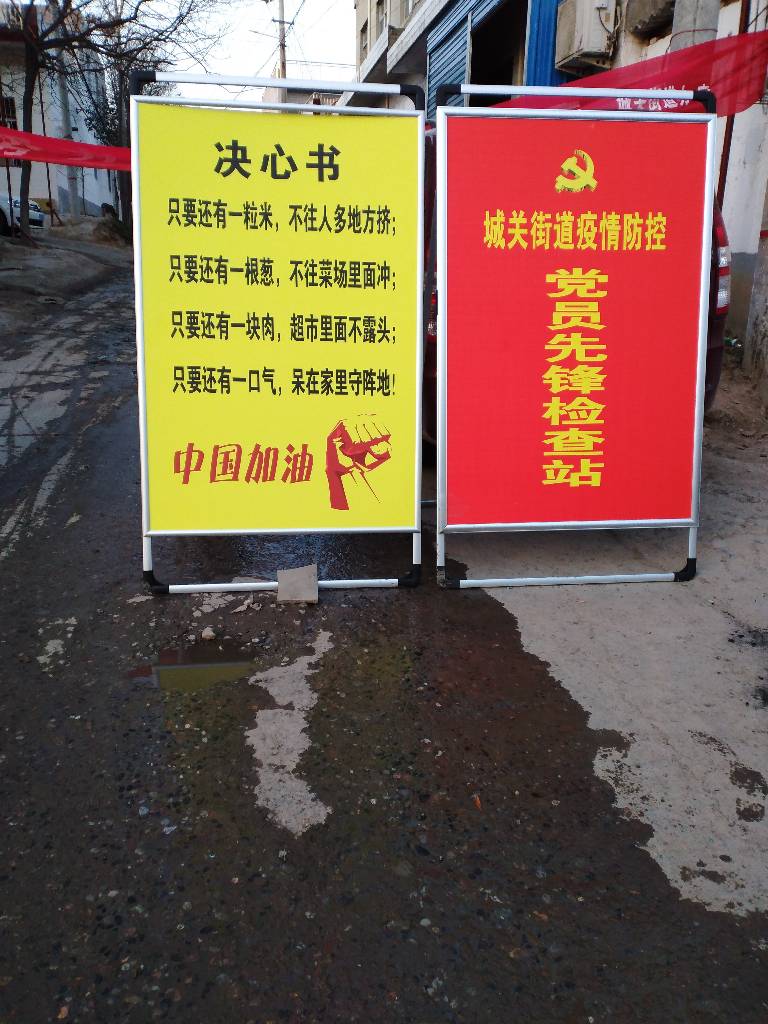 决心书
只要还有一粒米，不往人多地方挤；
只要还有一根葱，不往菜场里面冲；
只要还有一块肉，超市里面不露头；
只要还有一口气，呆在家里守阵地！
中国加油
城关街道疫情防控
党员先锋检查站